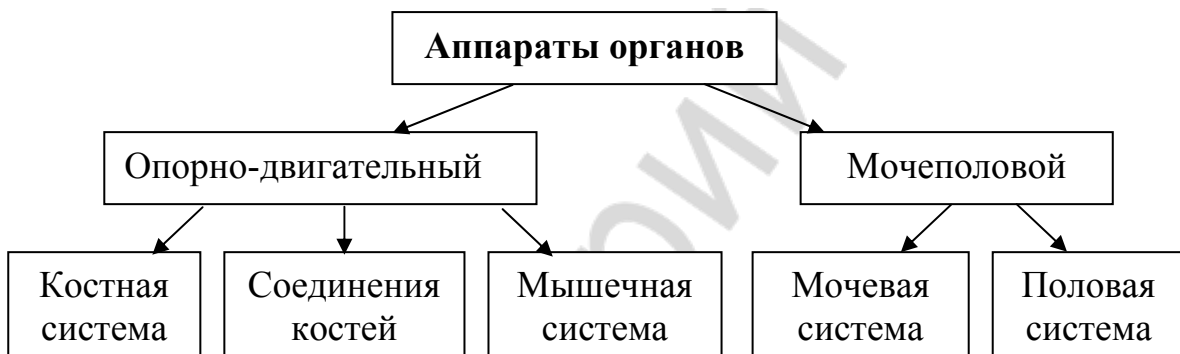 Аппараты органов
Опорно-двигательный
Мочеполовой
Костная
система
Соединения
костей
Мышечная
система
Мочевая
система
Половая
система